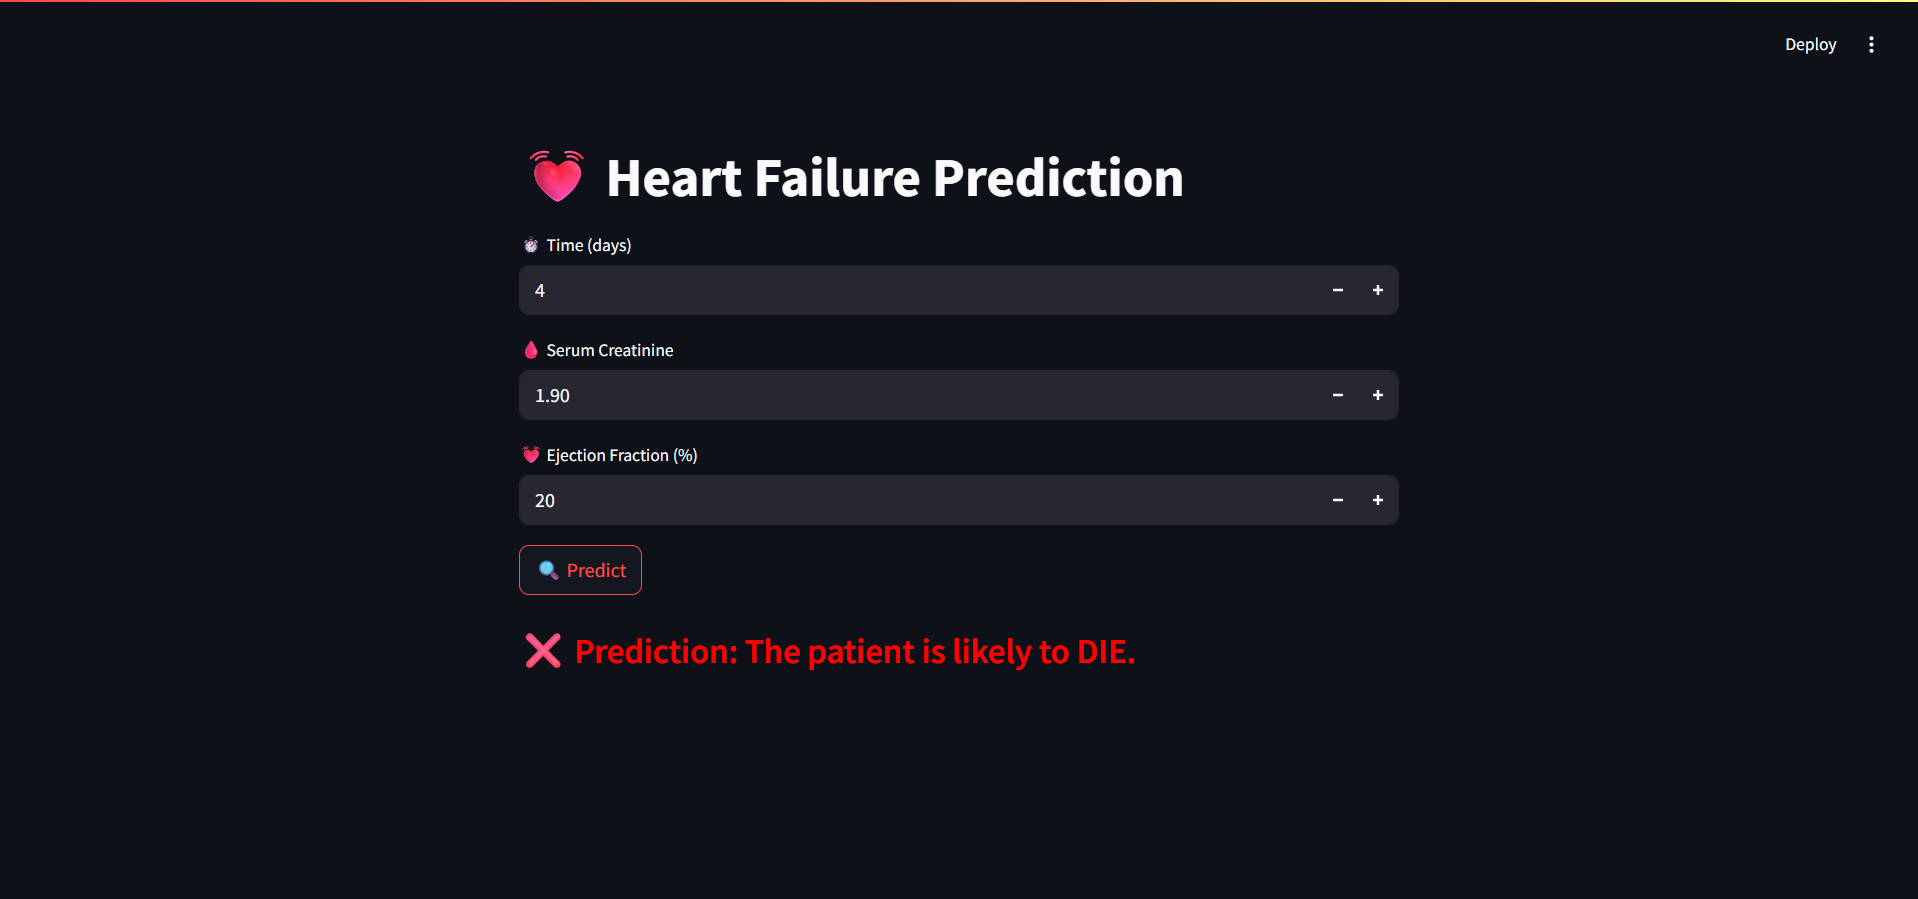 Deploy
Heart Failure Prediction
Time (days)
4
Serum Creatinine
1.90
Ejection Fraction (%)
20
Predict
Prediction: The patient is likely to DIE.